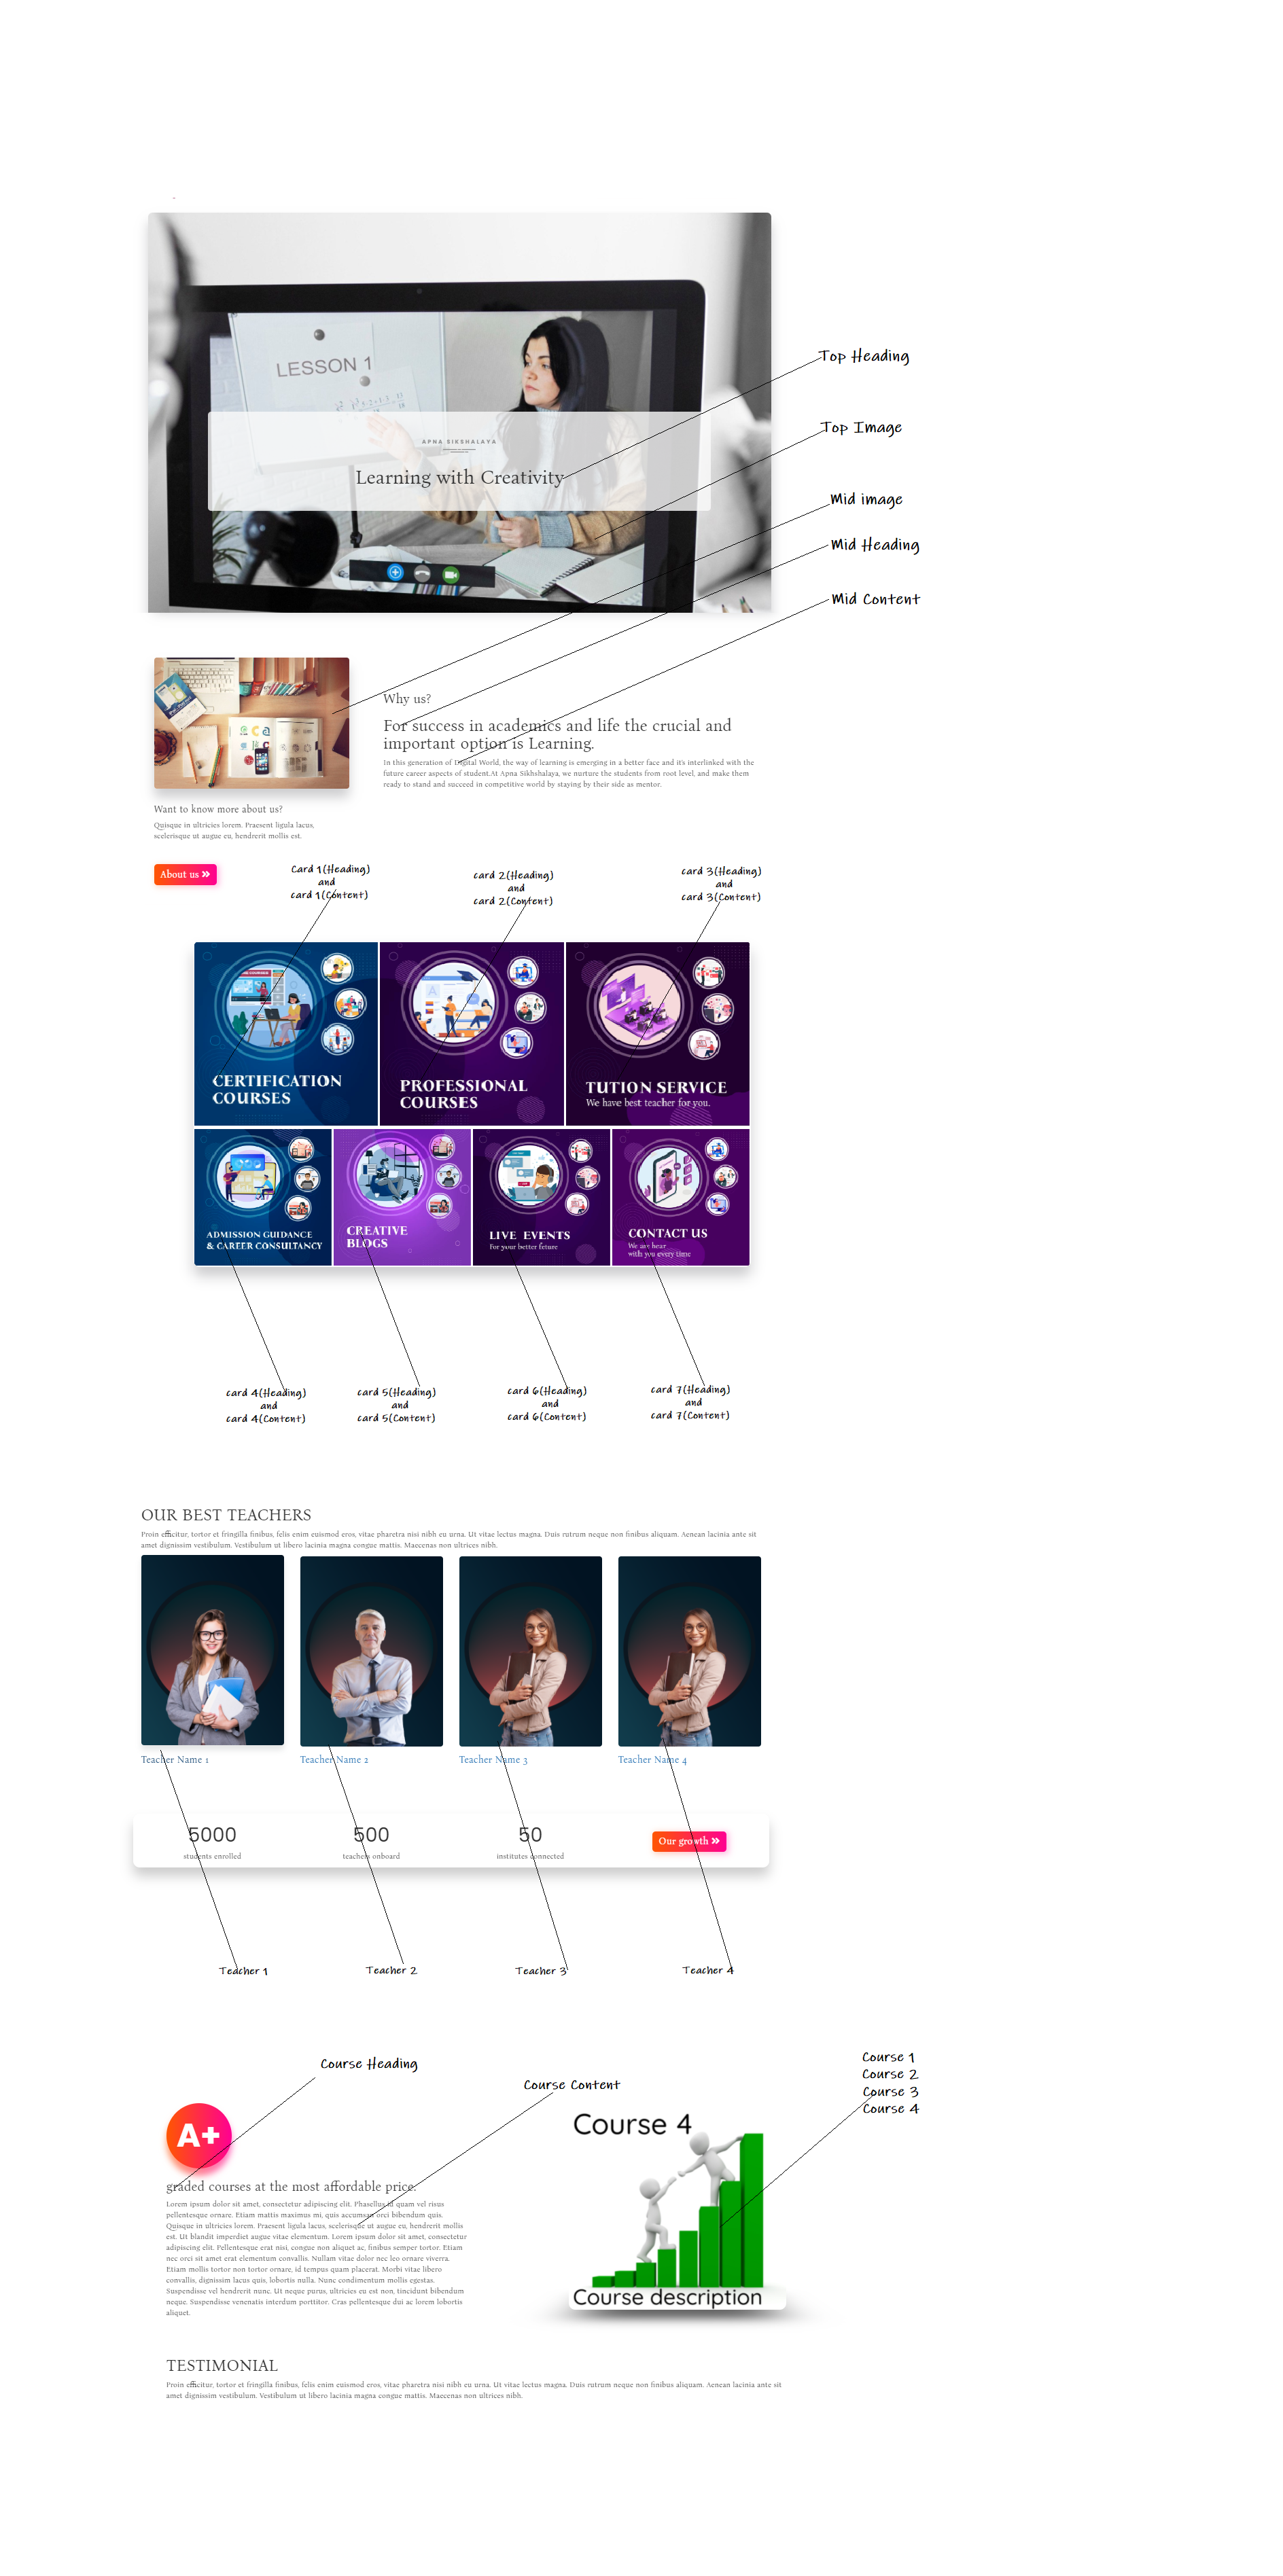 LESSON 1
Top Heading
Top Image
APNA SIKSHALAYA
Learning with Creativity
Mid image
Mid Heading
Mid Content
Why us?
For success in academics and life the crucial and
important option is Learning.
In this generation of Digital World, the way of learning is emerging in a better face and it's interlinked with the
future career aspects of student.At Apna Sikhshalaya, we nurture the students from root level, and make them
ready to stand and succeed in competitive world by staying by their side as mentor.
Want to know more about us?
Quisque in ultricies lorem. Praesent ligula lacus,
scelerisque ut augue eu, hendrerit mollis est.
About us
Card 1(Heading)
and
card 1(Content)
card 2(Heading)
and
card 2(Content)
card 3(Heading)
and
card 3(Content)
CERTIFICATION
COURSES
PROFESSIONAL
COURSES
TUTION SERVICE
We have best teacher for you.
ADMISSION GUIDANCE
& CAREER CONSULTANCY
CREATIVE
BLOGS
LIVE EVENTS
For your better feture
CONTACT US
We are hear
with you every time
card 4(Heading)
and
card 4(Content)
card 5(Heading)
and
card 5(Content)
card 6(Heading)
and
card 6(Content)
card 7(Heading)
and
card 7(Content)
OUR BEST TEACHERS
Proin efficitur, tortor et fringilla finibus, felis enim euismod eros, vitae pharetra nisi nibh eu urna. Ut vitae lectus magna. Duis rutrum neque non finibus aliquam. Aenean lacinia ante sit
amet dignissim vestibulum. Vestibulum ut libero lacinia magna congue mattis. Maecenas non ultrices nibh.
Teacher Name 1
Teacher Name 2
Teacher Name 3
Teacher Name 4
5000
students enrolled
500
teachers onboard
50
institutes connected
Our growth
Teacher 1
Teacher 2
Teacher 3
Teacher 4
Course Heading
Course Content
Course 1
Course 2
Course 3
Course 4
A+
graded courses at the most affordable price.
Lorem ipsum dolor sit amet, consectetur adipiscing elit. Phasellus id quam vel risus
pellentesque ornare. Etiam mattis maximus mi, quis accumsan orci bibendum quis.
Quisque in ultricies lorem. Praesent ligula lacus, scelerisque ut augue eu, hendrerit mollis
est. Ut blandit imperdiet augue vitae elementum. Lorem ipsum dolor sit amet, consectetur
adipiscing elit. Pellentesque erat nisi, congue non aliquet ac, finibus semper tortor. Etiam
nec orci sit amet erat elementum convallis. Nullam vitae dolor nec leo ornare viverra.
Etiam mollis tortor non tortor ornare, id tempus quam placerat. Morbi vitae libero
convallis, dignissim lacus quis, lobortis nulla. Nunc condimentum mollis egestas.
Suspendisse vel hendrerit nunc. Ut neque purus, ultricies eu est non, tincidunt bibendum
neque. Suspendisse venenatis interdum porttitor. Cras pellentesque dui ac lorem lobortis
aliquet.
Course 4
Course description
TESTIMONIAL
Proin efficitur, tortor et fringilla finibus, felis enim euismod eros, vitae pharetra nisi nibh eu urna. Ut vitae lectus magna. Duis rutrum neque non finibus aliquam. Aenean lacinia ante sit
amet dignissim vestibulum. Vestibulum ut libero lacinia magna congue mattis. Maecenas non ultrices nibh.